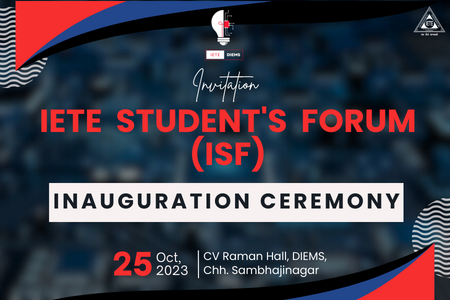 IETE DIEMS
Invitation
IETE STUDENT'S FORUM
(ISF)
INAUGURATION CEREMONY
25 Oct,
2023
CV Raman Hall, DIEMS,
Chh. Sambhajinagar